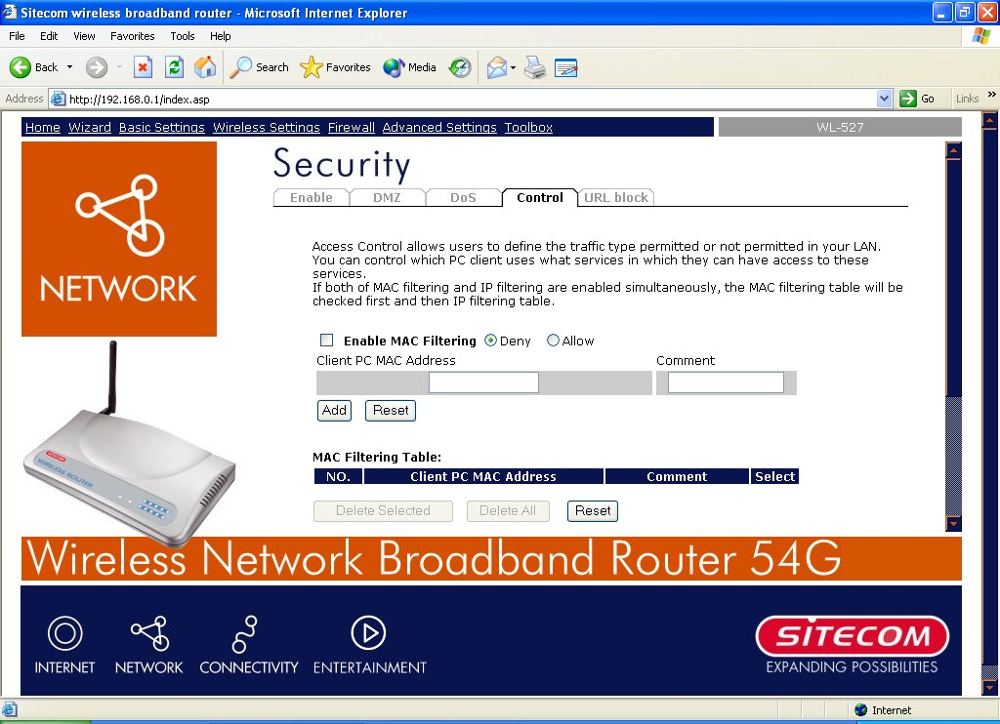 Sitecom wireless broadband router - Microsoft Internet Explorer
File Edit View Favorites Tools Help
Back Search Favorites Media
Address http://192.168.0.1/index.asp Go Links »
Home Wizard Basic Settings Wireless Settings Firewall Advanced Settings Toolbox WL-527
Security
Enable DMZ DoS Control URL block
NETWORK
Access Control allows users to define the traffic type permitted or not permitted in your LAN.
You can control which PC client uses what services in which they can have access to these
services.
If both of MAC filtering and IP filtering are enabled simultaneously, the MAC filtering table will be
checked first and then IP filtering table.
Enable MAC Filtering Deny Allow
Client PC MAC Address Comment
Add Reset
MAC Filtering Table:
NO. Client PC MAC Address Comment Select
Delete Selected Delete All Reset
SITECOM
WIRELESS ROUTER
Wireless Network Broadband Router 54G
INTERNET NETWORK CONNECTIVITY ENTERTAINMENT
SITECOM
EXPANDING POSSIBILITIES
Internet